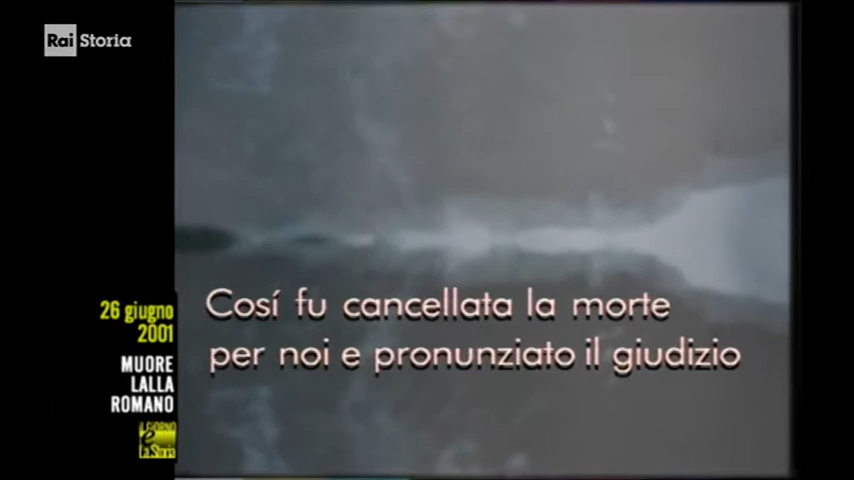 Rai Storia
Cosí fu cancellata la morte
per noi e pronunziato il giudizio
26 giugno
2001
MUORE
LALLA
ROMANO
IL GIORNO
e
La Storia